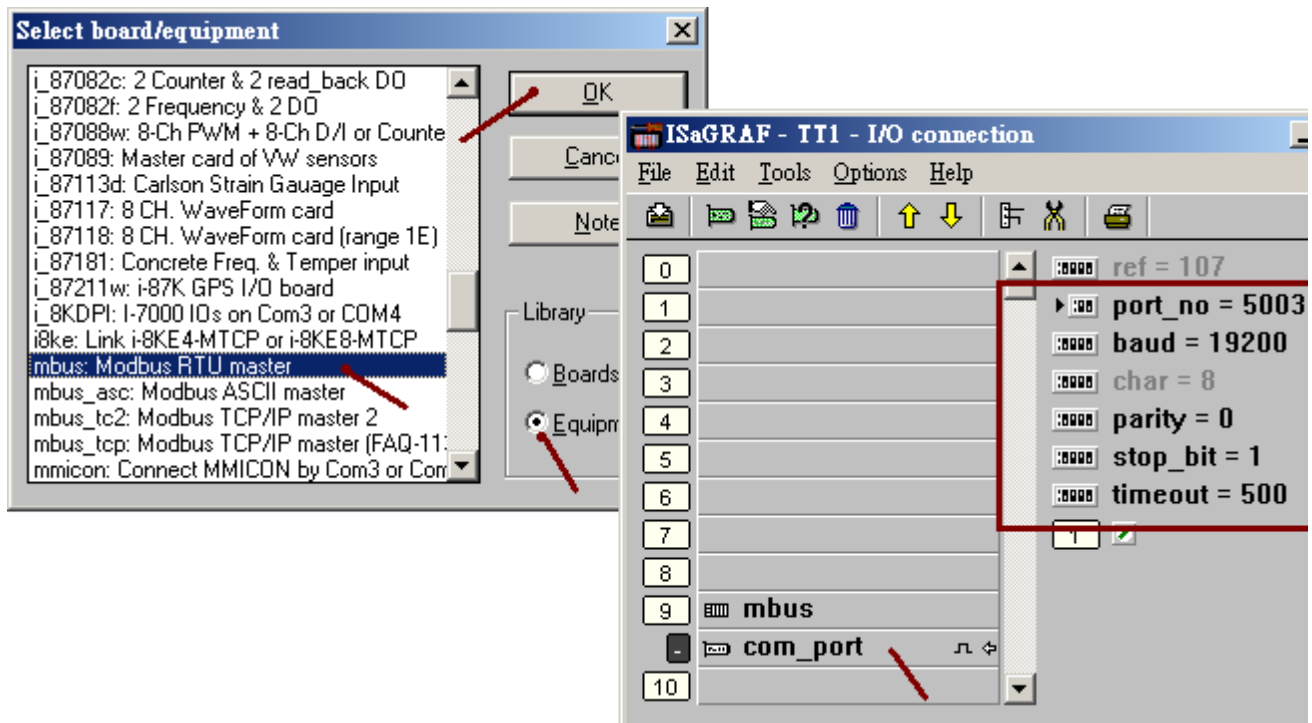 Select board/equipment
i_87082c: 2 Counter & 2 read_back DO
i_87082f: 2 Frequency & 2 DO
i_87088w: 8-Ch PWM + 8-Ch D/I or Counte
i_87089: Master card of VW sensors
i_87113d: Carlson Strain Gauage Input
i_87117: 8 CH. WaveForm card
i_87118: 8 CH. WaveForm card (range 1E)
i_87181: Concrete Freq. & Temper input
i_87211w: i-87K GPS I/O board
i_8KDPI: I-7000 IOs on Com3 or COM4
i8ke: Link i-8KE4-MTCP or i-8KE8-MTCP
mbus: Modbus RTU master
mbus_asc: Modbus ASCII master
mbus_tc2: Modbus TCP/IP master 2
mbus_tcp: Modbus TCP/IP master (FAQ-11
mmicon: Connect MMICON by Com3 or Com
OK
Canc
Note
Library
Boards
Equipm
ISaGRAF - TT1 - I/O connection
File Edit Tools Options Help
0
1
2
3
4
5
6
7
8
9 mbus
- com_port
10
ref = 107
port_no = 5003
baud = 19200
char = 8
parity = 0
stop_bit = 1
timeout = 500
1